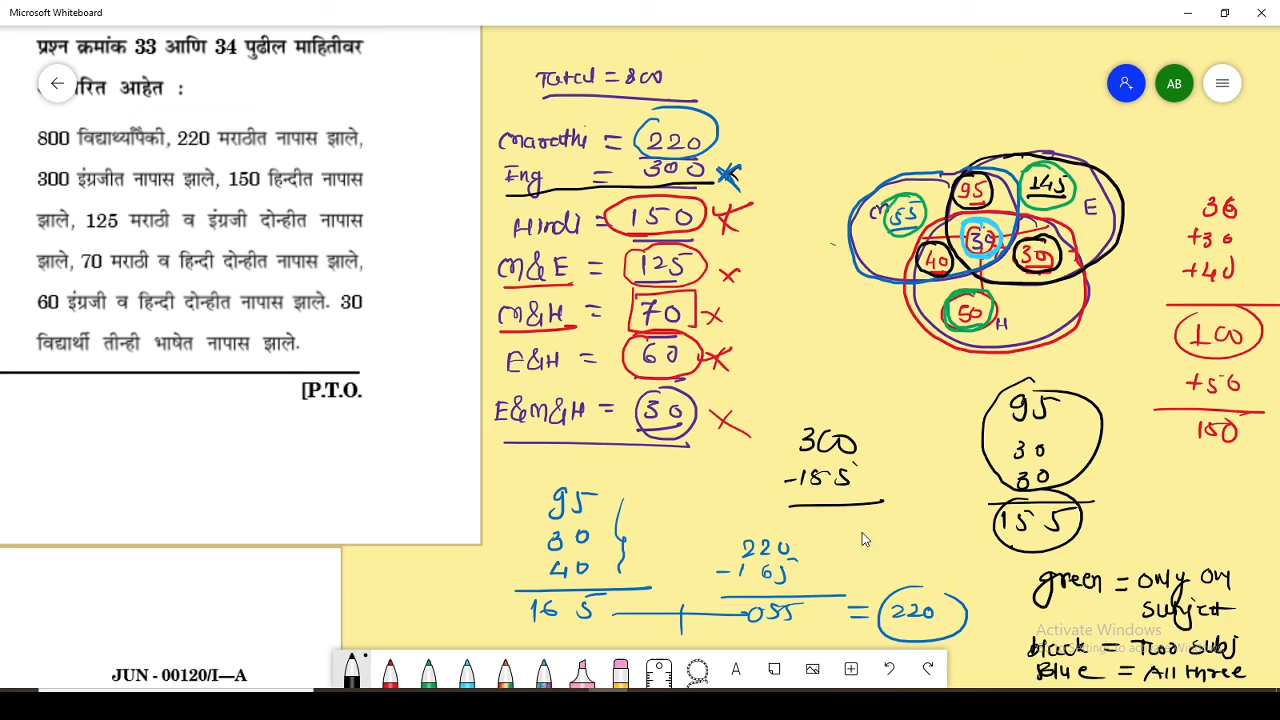 Microsoft Whiteboard
प्रश्न क्रमांक 33 आणि 34 पुढील माहितीवर
रित आहेत :
800 विद्यार्थ्यांपैकी, 220 मराठीत नापास झाले,
300 इंग्रजीत नापास झाले, 150 हिन्दीत नापास
झाले, 125 मराठी व इंग्रजी दोन्हीत नापास
झाले, 70 मराठी व हिन्दी दोन्हीत नापास झाले,
60 इंग्रजी व हिन्दी दोन्हीत नापास झाले. 30
विद्यार्थी तीन्ही भाषेत नापास झाले.
[P.T.O.
JUN - 00120/I—A
Total = 800
Marathi = 220
Eng = 300
Hindi = 150
M&E = 125
M&H = 70
E&H = 60
E&M&H = 30
AB
M 55
95
145
E
30
40
30
50
H
30
+30
+40
100
+50
150
300
-155
95
30
30
155
95
30
40
165
220
-165
055 = 220
green = only on
subject
black = Two subj
Blue = All three
Activate Windows
A